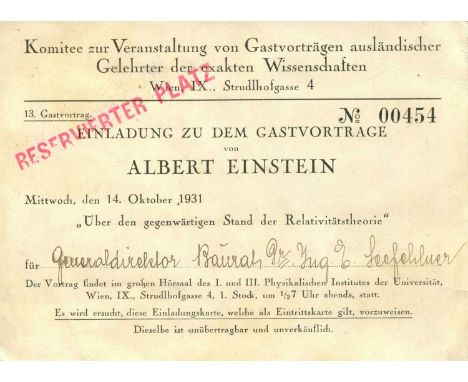 Komitee zur Veranstaltung von Gastvorträgen ausländischer
Gelehrter der exakten Wissenschaften
Wien, IX., Strudlhofgasse 4
RESERVIERTER PLATZ
13. Gastvortrag.
№ 00454
EINLADUNG ZU DEM GASTVORTRAGE
von
ALBERT EINSTEIN
Mittwoch, den 14. Oktober 1931
„Über den gegenwärtigen Stand der Relativitätstheorie“
für Generaldirektor Baurat Dr. Ing. E. Seefehlner
Der Vortrag findet im großen Hörsaal des I. und III. Physikalischen Institutes der Universität,
Wien, IX., Strudlhofgasse 4, 1. Stock, um ½7 Uhr abends, statt.
Es wird ersucht, diese Einladungskarte, welche als Eintrittskarte gilt, vorzuweisen.
Dieselbe ist unübertragbar und unverkäuflich.